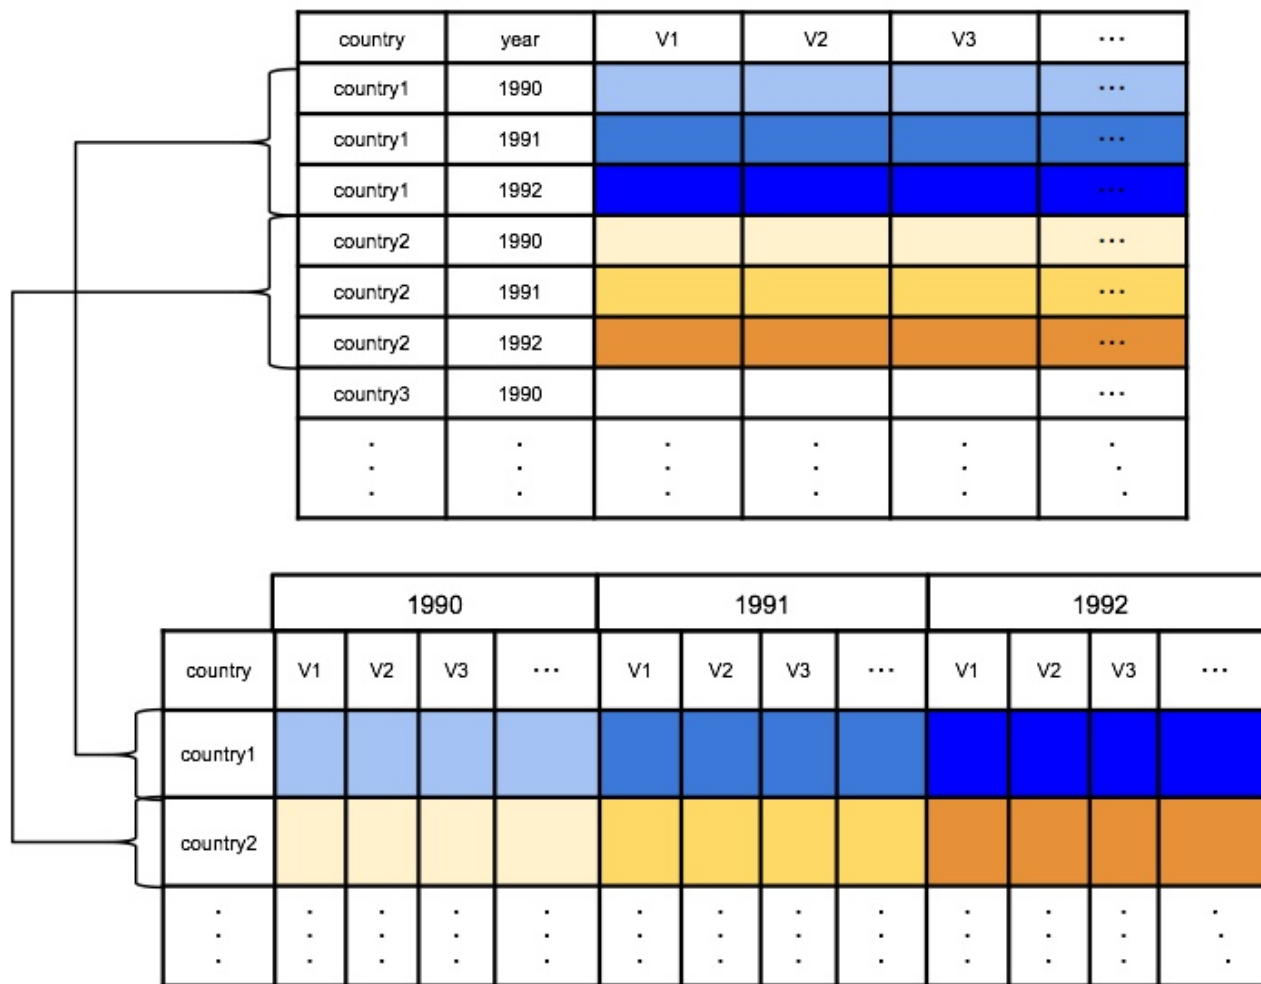 country year V1 V2 V3 ...
country1 1990 ...
country1 1991 ...
country1 1992 ...
country2 1990 ...
country2 1991 ...
country2 1992 ...
country3 1990 ...
1990 1991 1992
country V1 V2 V3 ... V1 V2 V3 ... V1 V2 V3 ...
country1
country2